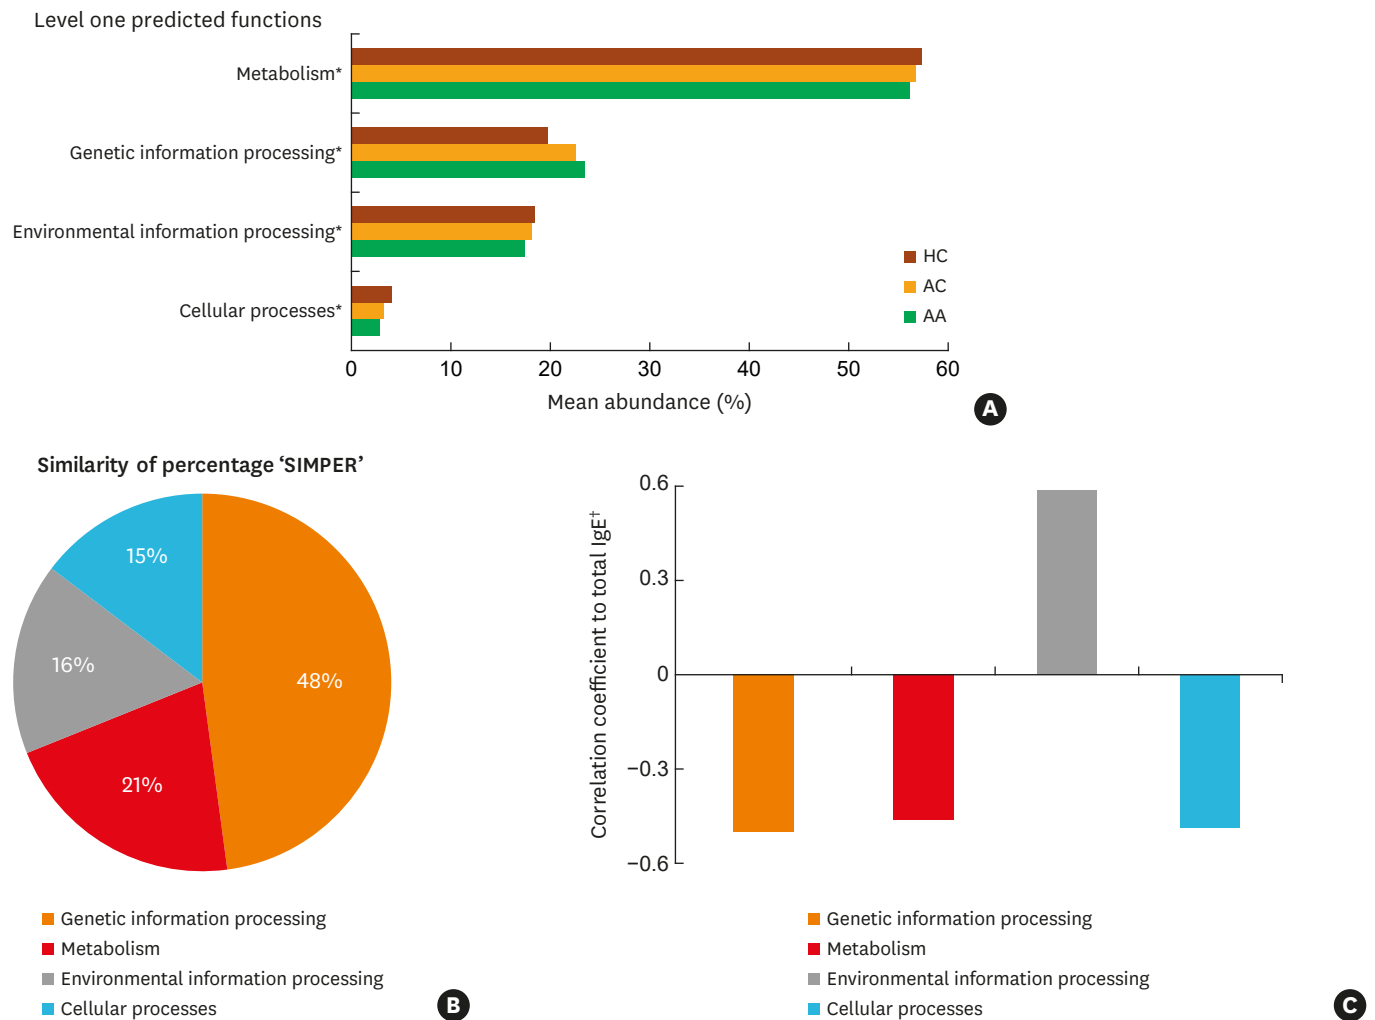 Level one predicted functions
Metabolism*
Genetic information processing*
Environmental information processing*
Cellular processes*
HC
AC
AA
0 10 20 30 40 50 60
Mean abundance (%)
A
Similarity of percentage ‘SIMPER’
15%
16%
48%
21%
Genetic information processing
Metabolism
Environmental information processing
Cellular processes
B
Correlation coefficient to total IgE†
0.6
0.3
0
−0.3
−0.6
Genetic information processing
Metabolism
Environmental information processing
Cellular processes
C